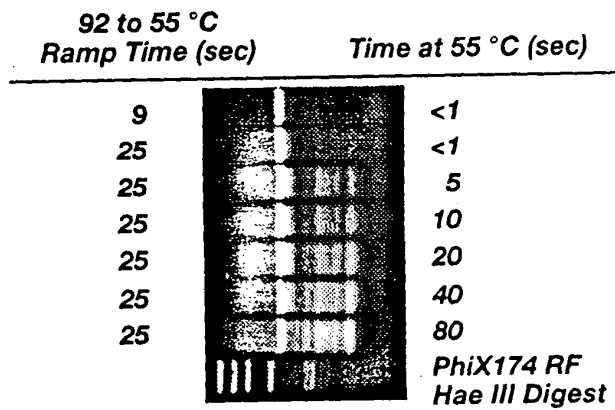 92 to 55 °C
Ramp Time (sec) Time at 55 °C (sec)
9 <1
25 <1
25 5
25 10
25 20
25 40
25 80
PhiX174 RF
Hae III Digest